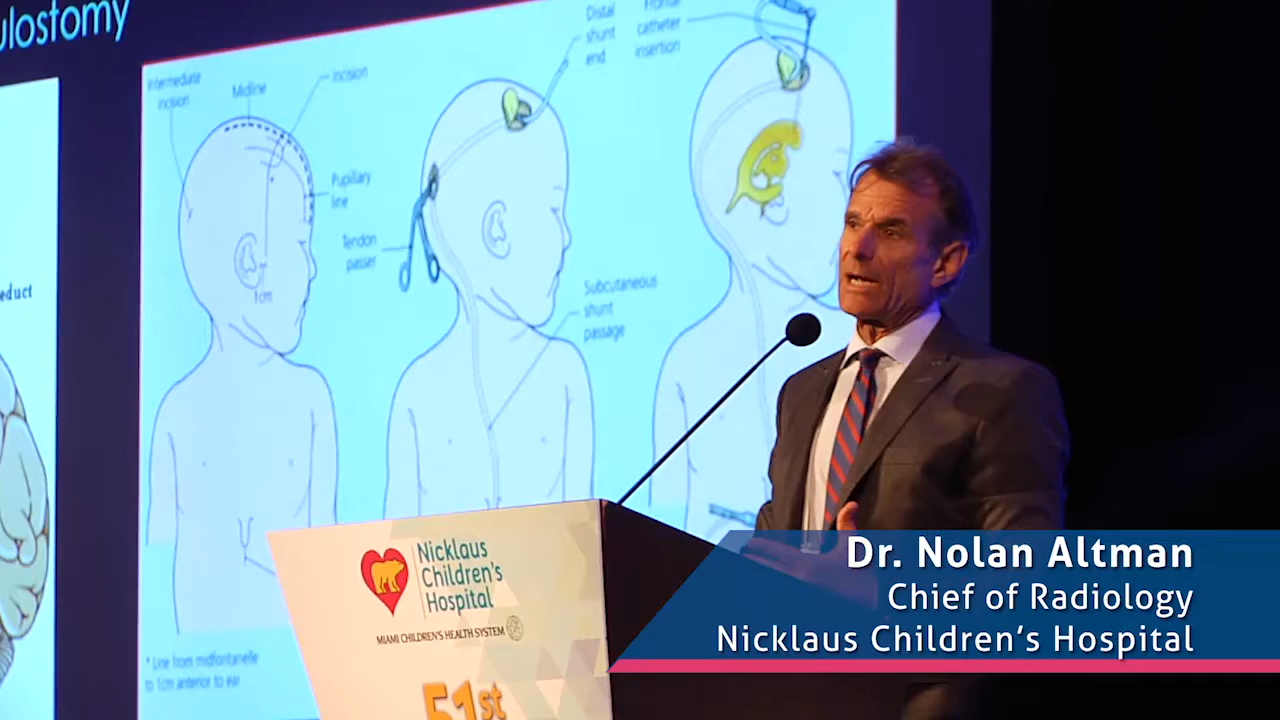 ulostomy
Intermediate
incision
Midline
incision
Pupillary
line
Tendon
passer
1cm
Distal
shunt
end
Frontal
catheter
insertion
Subcutaneous
shunt
passage
educt
* Line from midfontanelle
to 1cm anterior to ear
Nicklaus
Children's
Hospital
MIAMI CHILDREN'S HEALTH SYSTEM
51st
Dr. Nolan Altman
Chief of Radiology
Nicklaus Children's Hospital